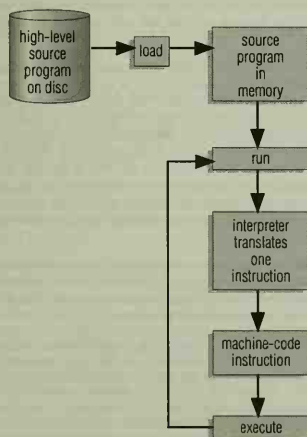 high-level
source
program
on disc
load
source
program
in
memory
run
interpreter
translates
one
instruction
machine-code
instruction
execute